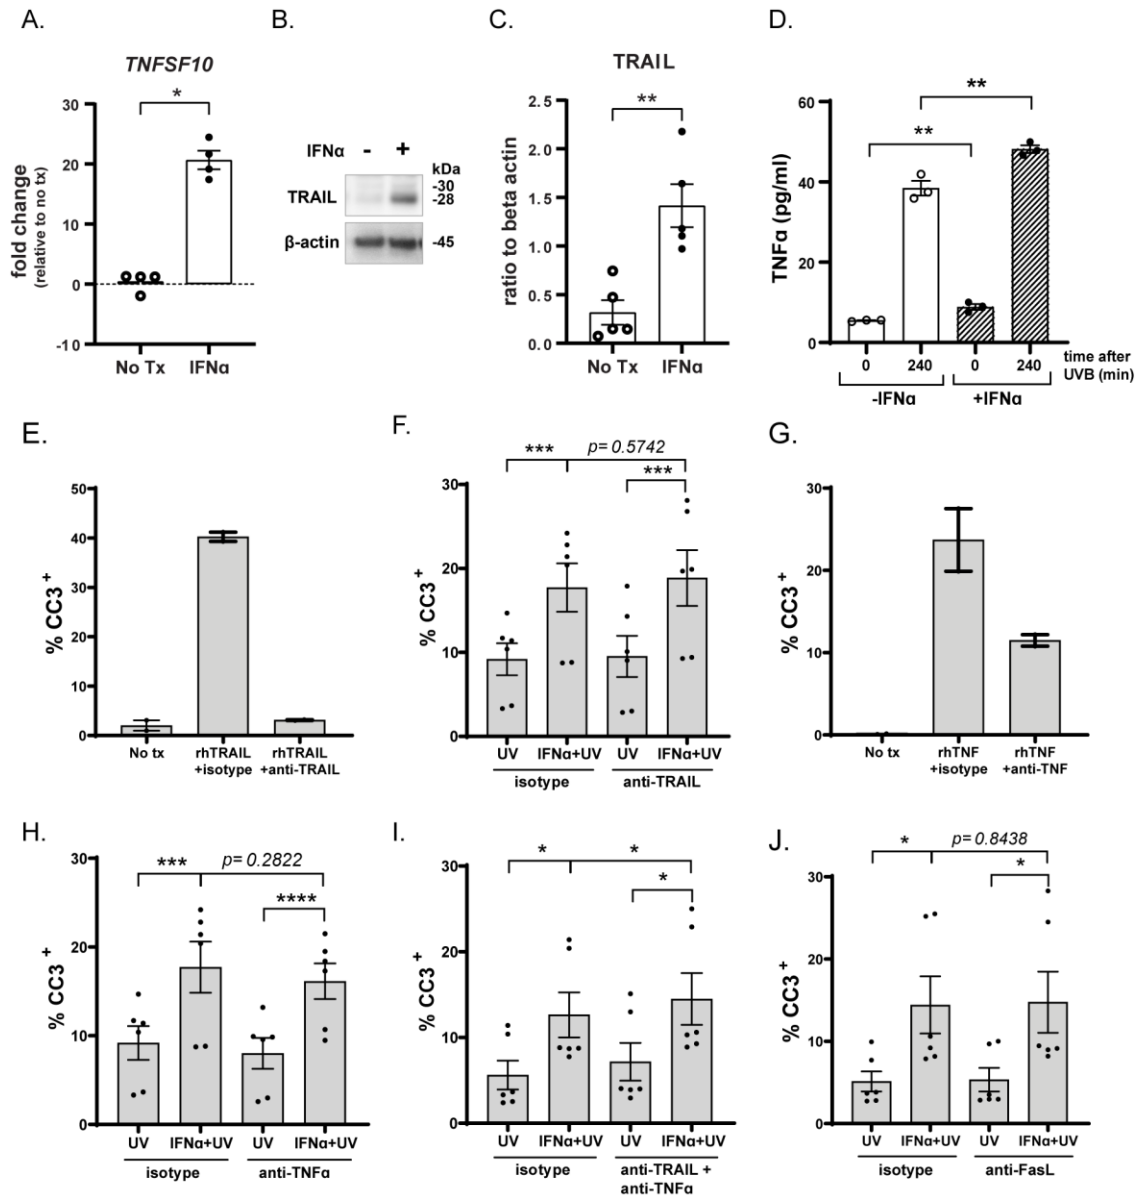 A.
TNFSF10
*
fold change
(relative to no tx)
30
20
10
0
-10
No Tx
IFNα
B.
IFNα - +
kDa
TRAIL
-30
-28
β-actin
-45
C.
TRAIL
**
ratio to beta actin
2.5
2.0
1.5
1.0
0.5
0.0
No Tx
IFNα
D.
**
**
TNFα (pg/ml)
60
40
20
0
0 240 0 240
time after
UVB (min)
-IFNα +IFNα
E.
% CC3+
50
40
30
20
10
0
No tx
rhTRAIL
+isotype
rhTRAIL
+anti-TRAIL
F.
p= 0.5742
***
***
% CC3+
30
20
10
0
UV IFNα+UV UV IFNα+UV
isotype anti-TRAIL
G.
% CC3+
30
20
10
0
No tx
rhTNF
+isotype
rhTNF
+anti-TNF
H.
*** p= 0.2822
****
% CC3+
30
20
10
0
UV IFNα+UV UV IFNα+UV
isotype anti-TNFα
I.
* *
*
% CC3+
30
20
10
0
UV IFNα+UV UV IFNα+UV
isotype anti-TRAIL +
anti-TNFα
J.
* p= 0.8438
*
% CC3+
30
20
10
0
UV IFNα+UV UV IFNα+UV
isotype anti-FasL